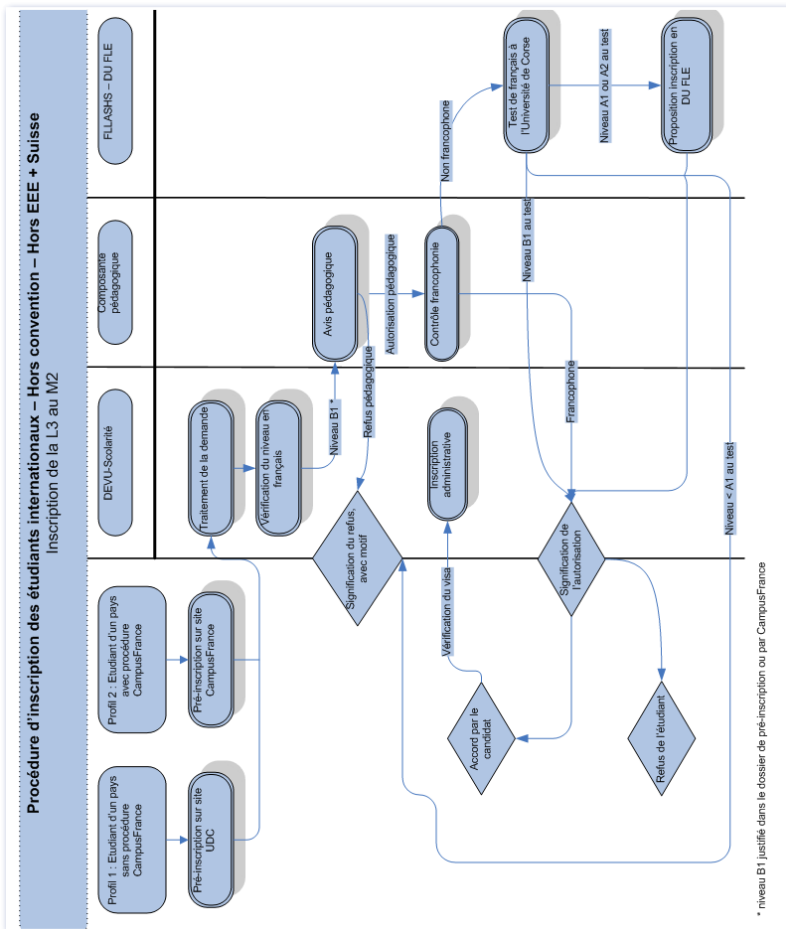 Procédure d'inscription des étudiants internationaux – Hors convention – Hors EEE + Suisse
Inscription de la L3 au M2
Profil 1 : Etudiant d'un pays
sans procédure
CampusFrance
Profil 2 : Etudiant d'un pays
avec procédure
CampusFrance
DEVU-Scolarité
Composante
pédagogique
FLLASHS – DU FLE
Pré-inscription sur site
UDC
Pré-inscription sur site
CampusFrance
Traitement de la demande
Vérification du niveau en
français
Niveau B1 *
Avis pédagogique
Refus pédagogique
Autorisation pédagogique
Signification du refus,
avec motif
Contrôle francophonie
Non francophone
Test de français à
l'Université de Corse
Niveau A1 ou A2 au test
Proposition inscription en
DU FLE
Niveau B1 au test
Francophone
Inscription
administrative
Vérification du visa
Accord par le
candidat
Signification de
l'autorisation
Refus de l'étudiant
Niveau < A1 au test
* niveau B1 justifié dans le dossier de pré-inscription ou par CampusFrance